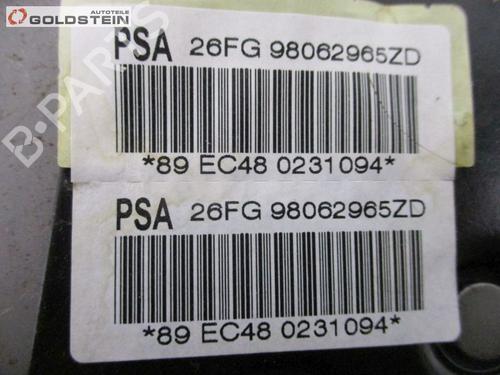 Autoteile
GOLDSTEIN
PSA 26FG 98062965ZD
*89 EC48 0231094*
B-PARTS
PSA 26FG 98062965ZD
*89 EC48 0231094*